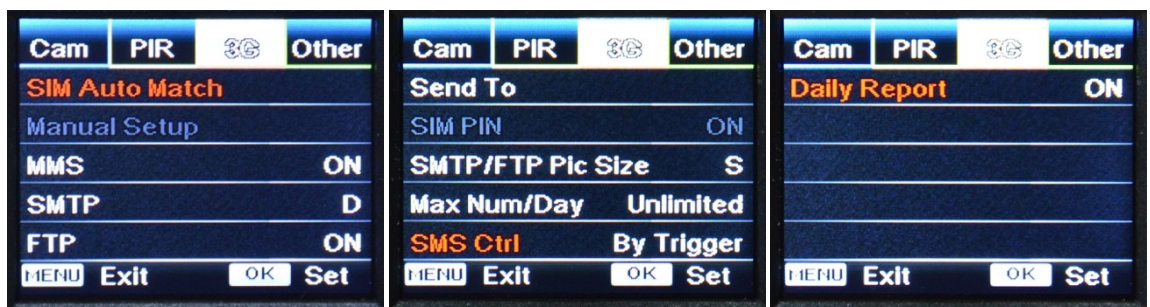 Cam PIR 3G Other
SIM Auto Match
Manual Setup
MMS ON
SMTP D
FTP ON
MENU Exit OK Set
Cam PIR 3G Other
Send To
SIM PIN ON
SMTP/FTP Pic Size S
Max Num/Day Unlimited
SMS Ctrl By Trigger
MENU Exit OK Set
Cam PIR 3G Other
Daily Report ON
MENU Exit OK Set